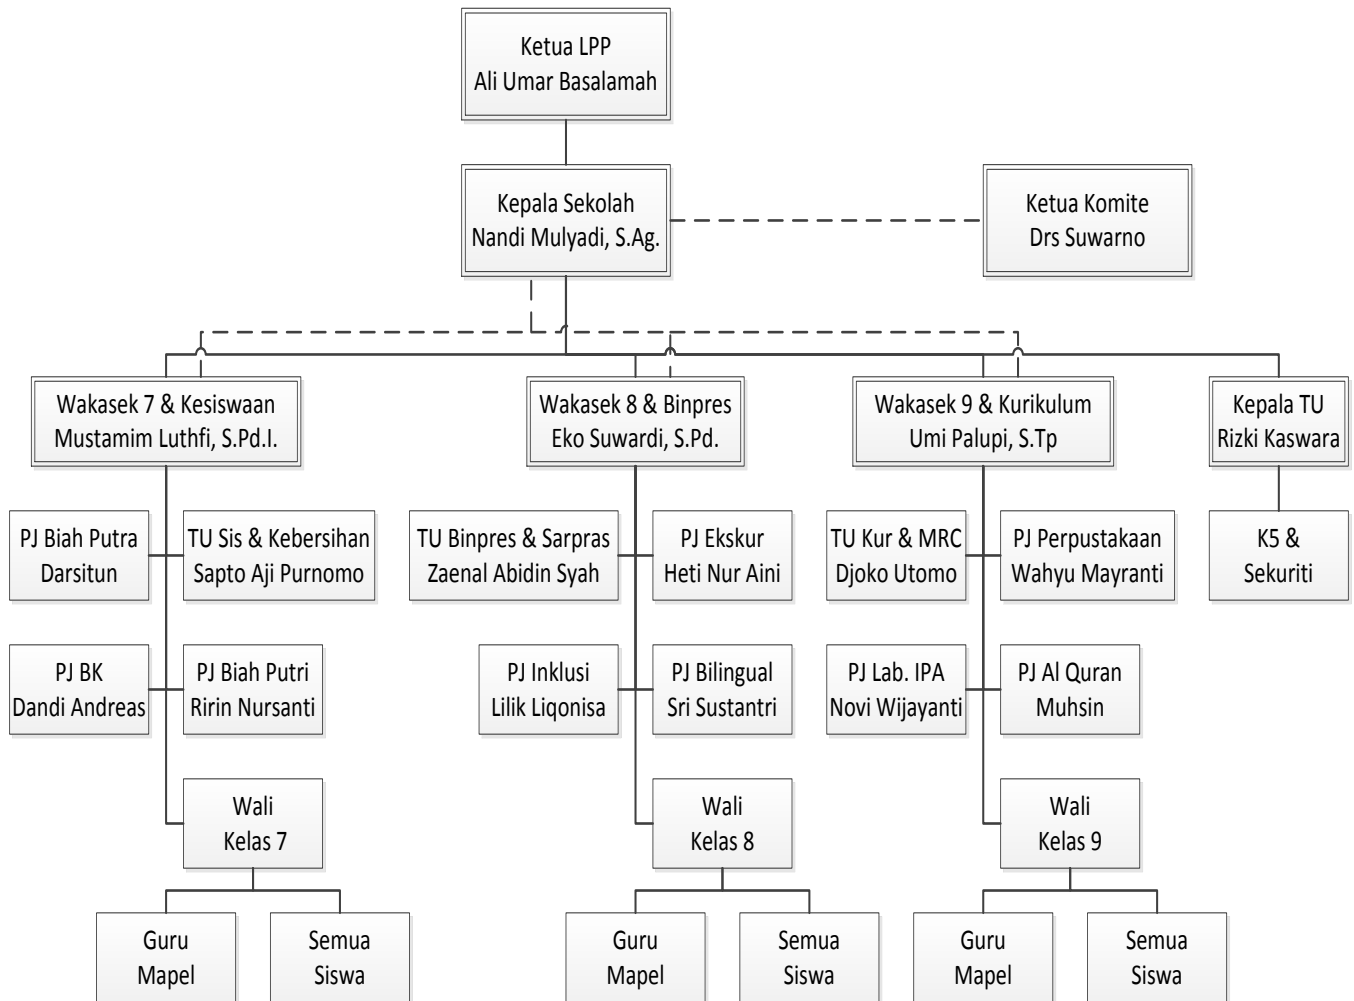 Ketua LPP
Ali Umar Basalamah
Kepala Sekolah
Nandi Mulyadi, S.Ag.
Ketua Komite
Drs Suwarno
Wakasek 7 & Kesiswaan
Mustamim Luthfi, S.Pd.I.
Wakasek 8 & Binpres
Eko Suwardi, S.Pd.
Wakasek 9 & Kurikulum
Umi Palupi, S.Tp
Kepala TU
Rizki Kaswara
PJ Biah Putra
Darsitun
TU Sis & Kebersihan
Sapto Aji Purnomo
TU Binpres & Sarpras
Zaenal Abidin Syah
PJ Ekskur
Heti Nur Aini
TU Kur & MRC
Djoko Utomo
PJ Perpustakaan
Wahyu Mayranti
K5 &
Sekuriti
PJ BK
Dandi Andreas
PJ Biah Putri
Ririn Nursanti
PJ Inklusi
Lilik Liqonisa
PJ Bilingual
Sri Sustantri
PJ Lab. IPA
Novi Wijayanti
PJ Al Quran
Muhsin
Wali
Kelas 7
Wali
Kelas 8
Wali
Kelas 9
Guru
Mapel
Semua
Siswa
Guru
Mapel
Semua
Siswa
Guru
Mapel
Semua
Siswa